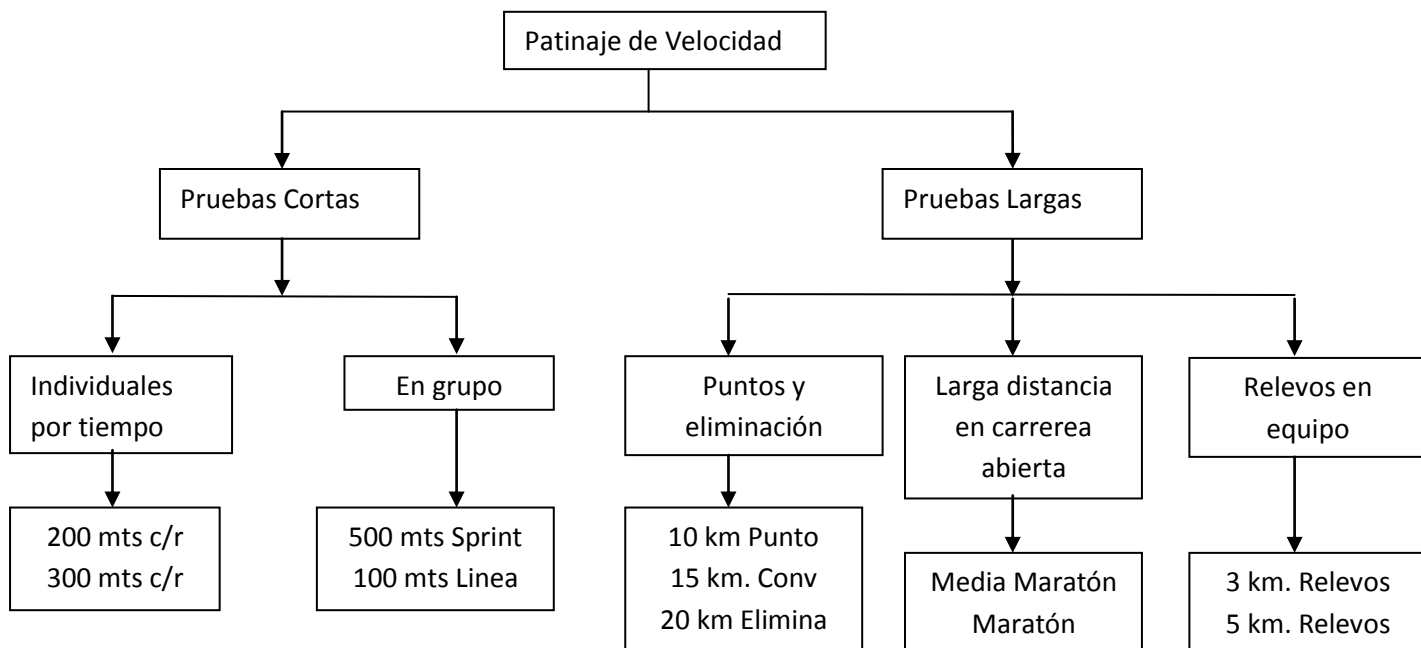 Patinaje de Velocidad
Pruebas Cortas
Pruebas Largas
Individuales
por tiempo
En grupo
Puntos y
eliminación
Larga distancia
en carrerea
abierta
Relevos en
equipo
200 mts c/r
300 mts c/r
500 mts Sprint
100 mts Linea
10 km Punto
15 km. Conv
20 km Elimina
Media Maratón
Maratón
3 km. Relevos
5 km. Relevos